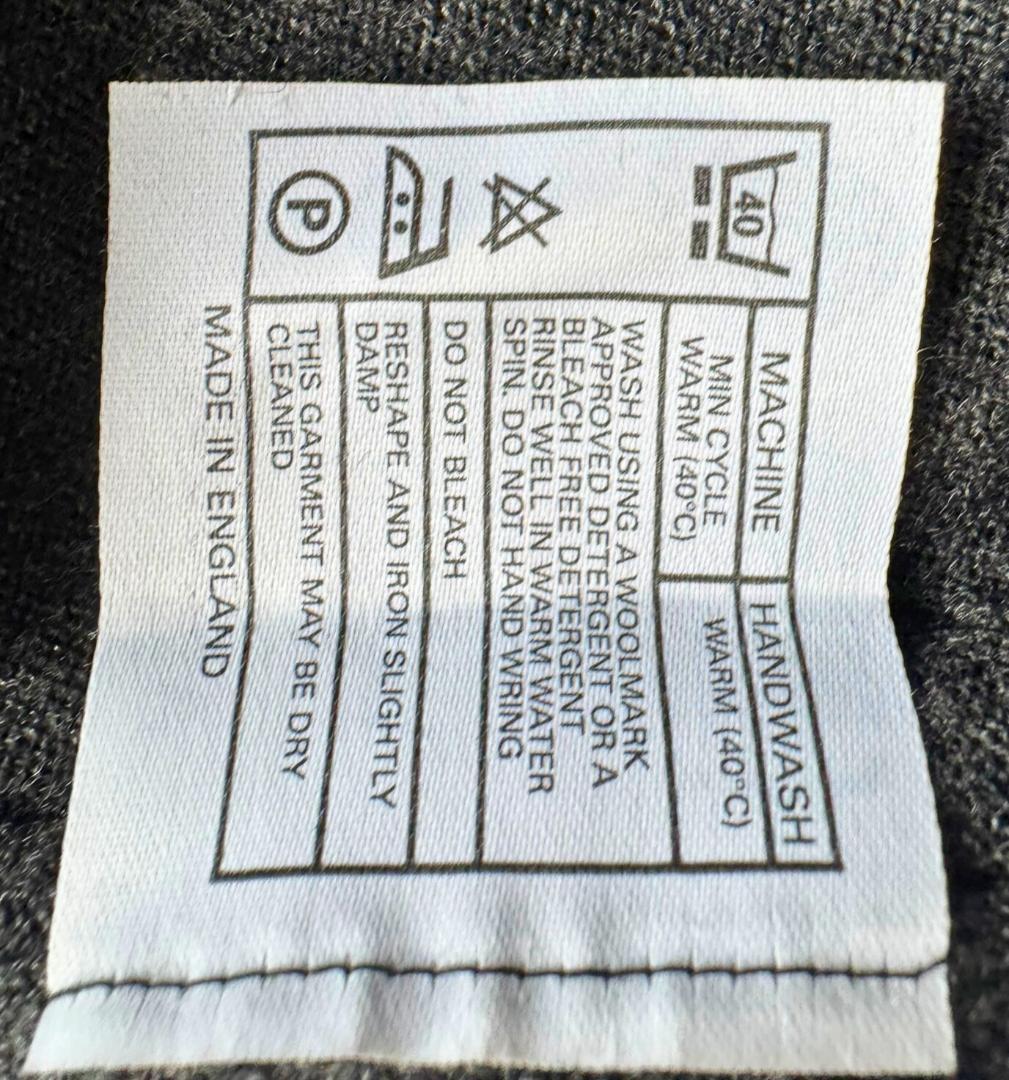 40
MACHINE
HANDWASH
MIN CYCLE
WARM (40°C)
WARM (40°C)
WASH USING A WOOLMARK
APPROVED DETERGENT OR A
BLEACH FREE DETERGENT
RINSE WELL IN WARM WATER
SPIN. DO NOT HAND WRING
DO NOT BLEACH
RESHAPE AND IRON SLIGHTLY
DAMP
P
THIS GARMENT MAY BE DRY
CLEANED
MADE IN ENGLAND